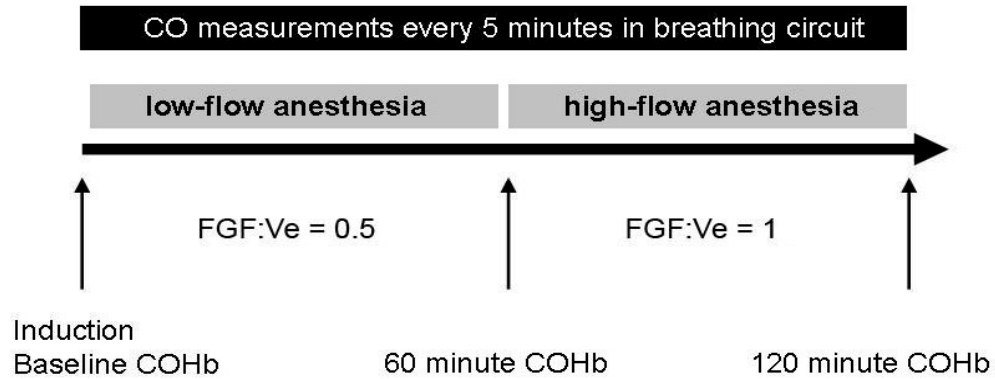 CO measurements every 5 minutes in breathing circuit
low-flow anesthesia
high-flow anesthesia
FGF:Ve = 0.5
FGF:Ve = 1
Induction
Baseline COHb
60 minute COHb
120 minute COHb